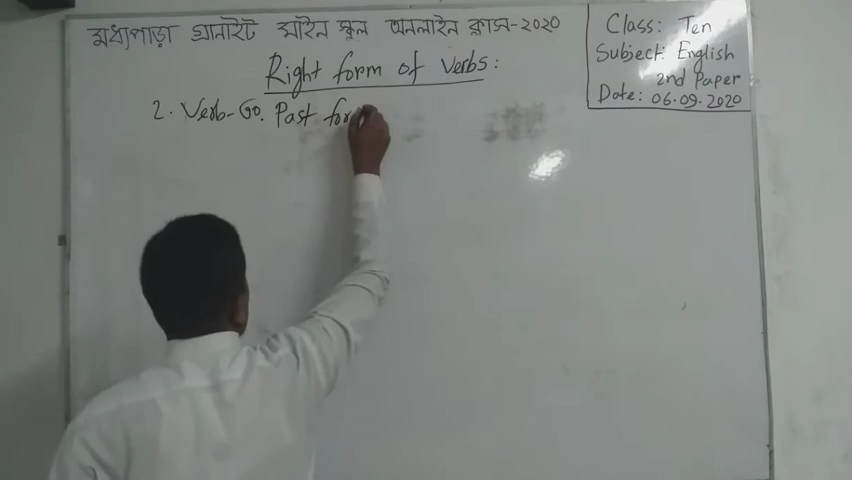 মধ্যপাড়া গ্রানাইট মাইন স্কুল অনলাইন ক্লাস-২০২০
Right form of verbs:
2. Verb-Go. Past for
Class: Ten
Subject: English
2nd Paper
Date: 06.09.2020